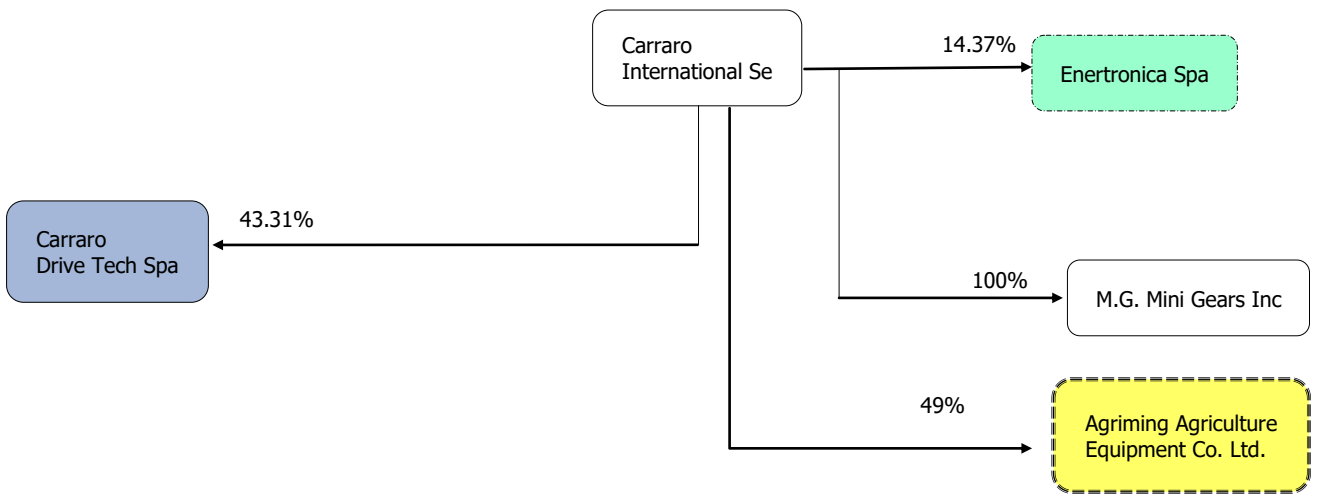 Carraro
International Se
14.37%
Enertronica Spa
43.31%
Carraro
Drive Tech Spa
100%
M.G. Mini Gears Inc
49%
Agriming Agriculture
Equipment Co. Ltd.